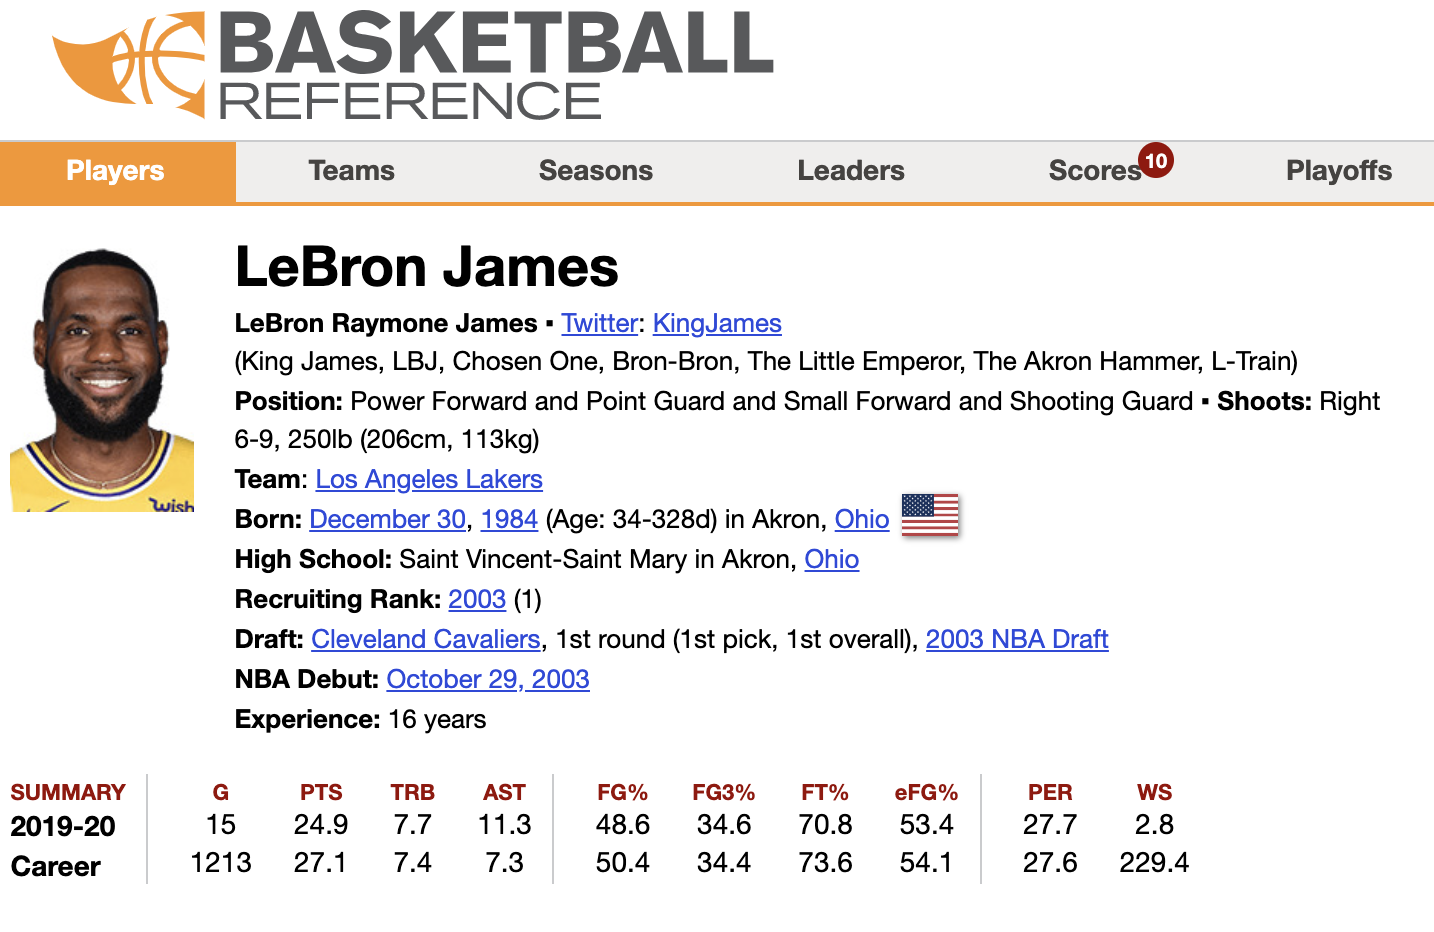 BASKETBALL
REFERENCE
Players Teams Seasons Leaders Scores 10 Playoffs
LeBron James
LeBron Raymone James ▪ Twitter: KingJames
(King James, LBJ, Chosen One, Bron-Bron, The Little Emperor, The Akron Hammer, L-Train)
Position: Power Forward and Point Guard and Small Forward and Shooting Guard ▪ Shoots: Right
6-9, 250lb (206cm, 113kg)
Team: Los Angeles Lakers
Born: December 30, 1984 (Age: 34-328d) in Akron, Ohio
High School: Saint Vincent-Saint Mary in Akron, Ohio
Recruiting Rank: 2003 (1)
Draft: Cleveland Cavaliers, 1st round (1st pick, 1st overall), 2003 NBA Draft
NBA Debut: October 29, 2003
Experience: 16 years
wish
SUMMARY G PTS TRB AST FG% FG3% FT% eFG% PER WS
2019-20 15 24.9 7.7 11.3 48.6 34.6 70.8 53.4 27.7 2.8
Career 1213 27.1 7.4 7.3 50.4 34.4 73.6 54.1 27.6 229.4